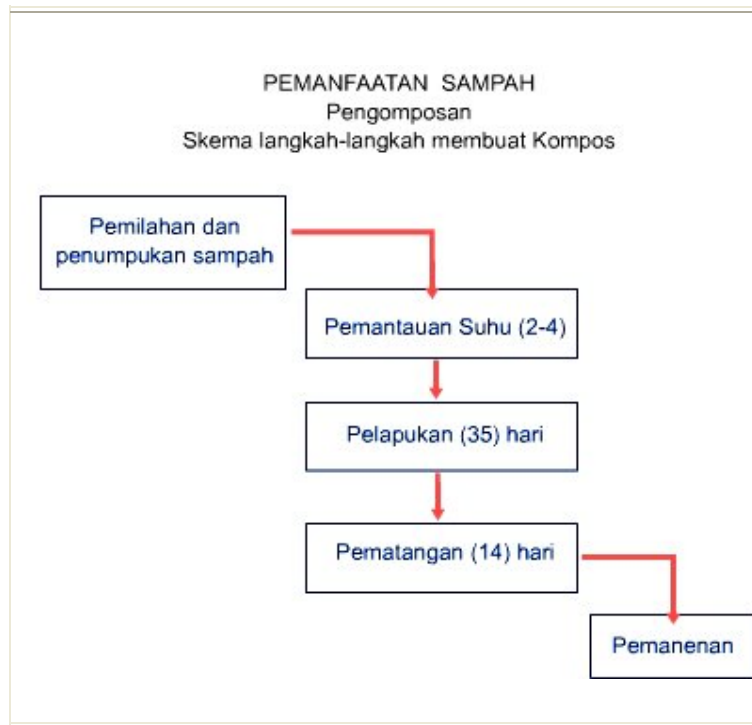 PEMANFAATAN SAMPAH
Pengomposan
Skema langkah-langkah membuat Kompos
Pemilahan dan
penumpukan sampah
Pemantauan Suhu (2-4)
Pelapukan (35) hari
Pematangan (14) hari
Pemanenan